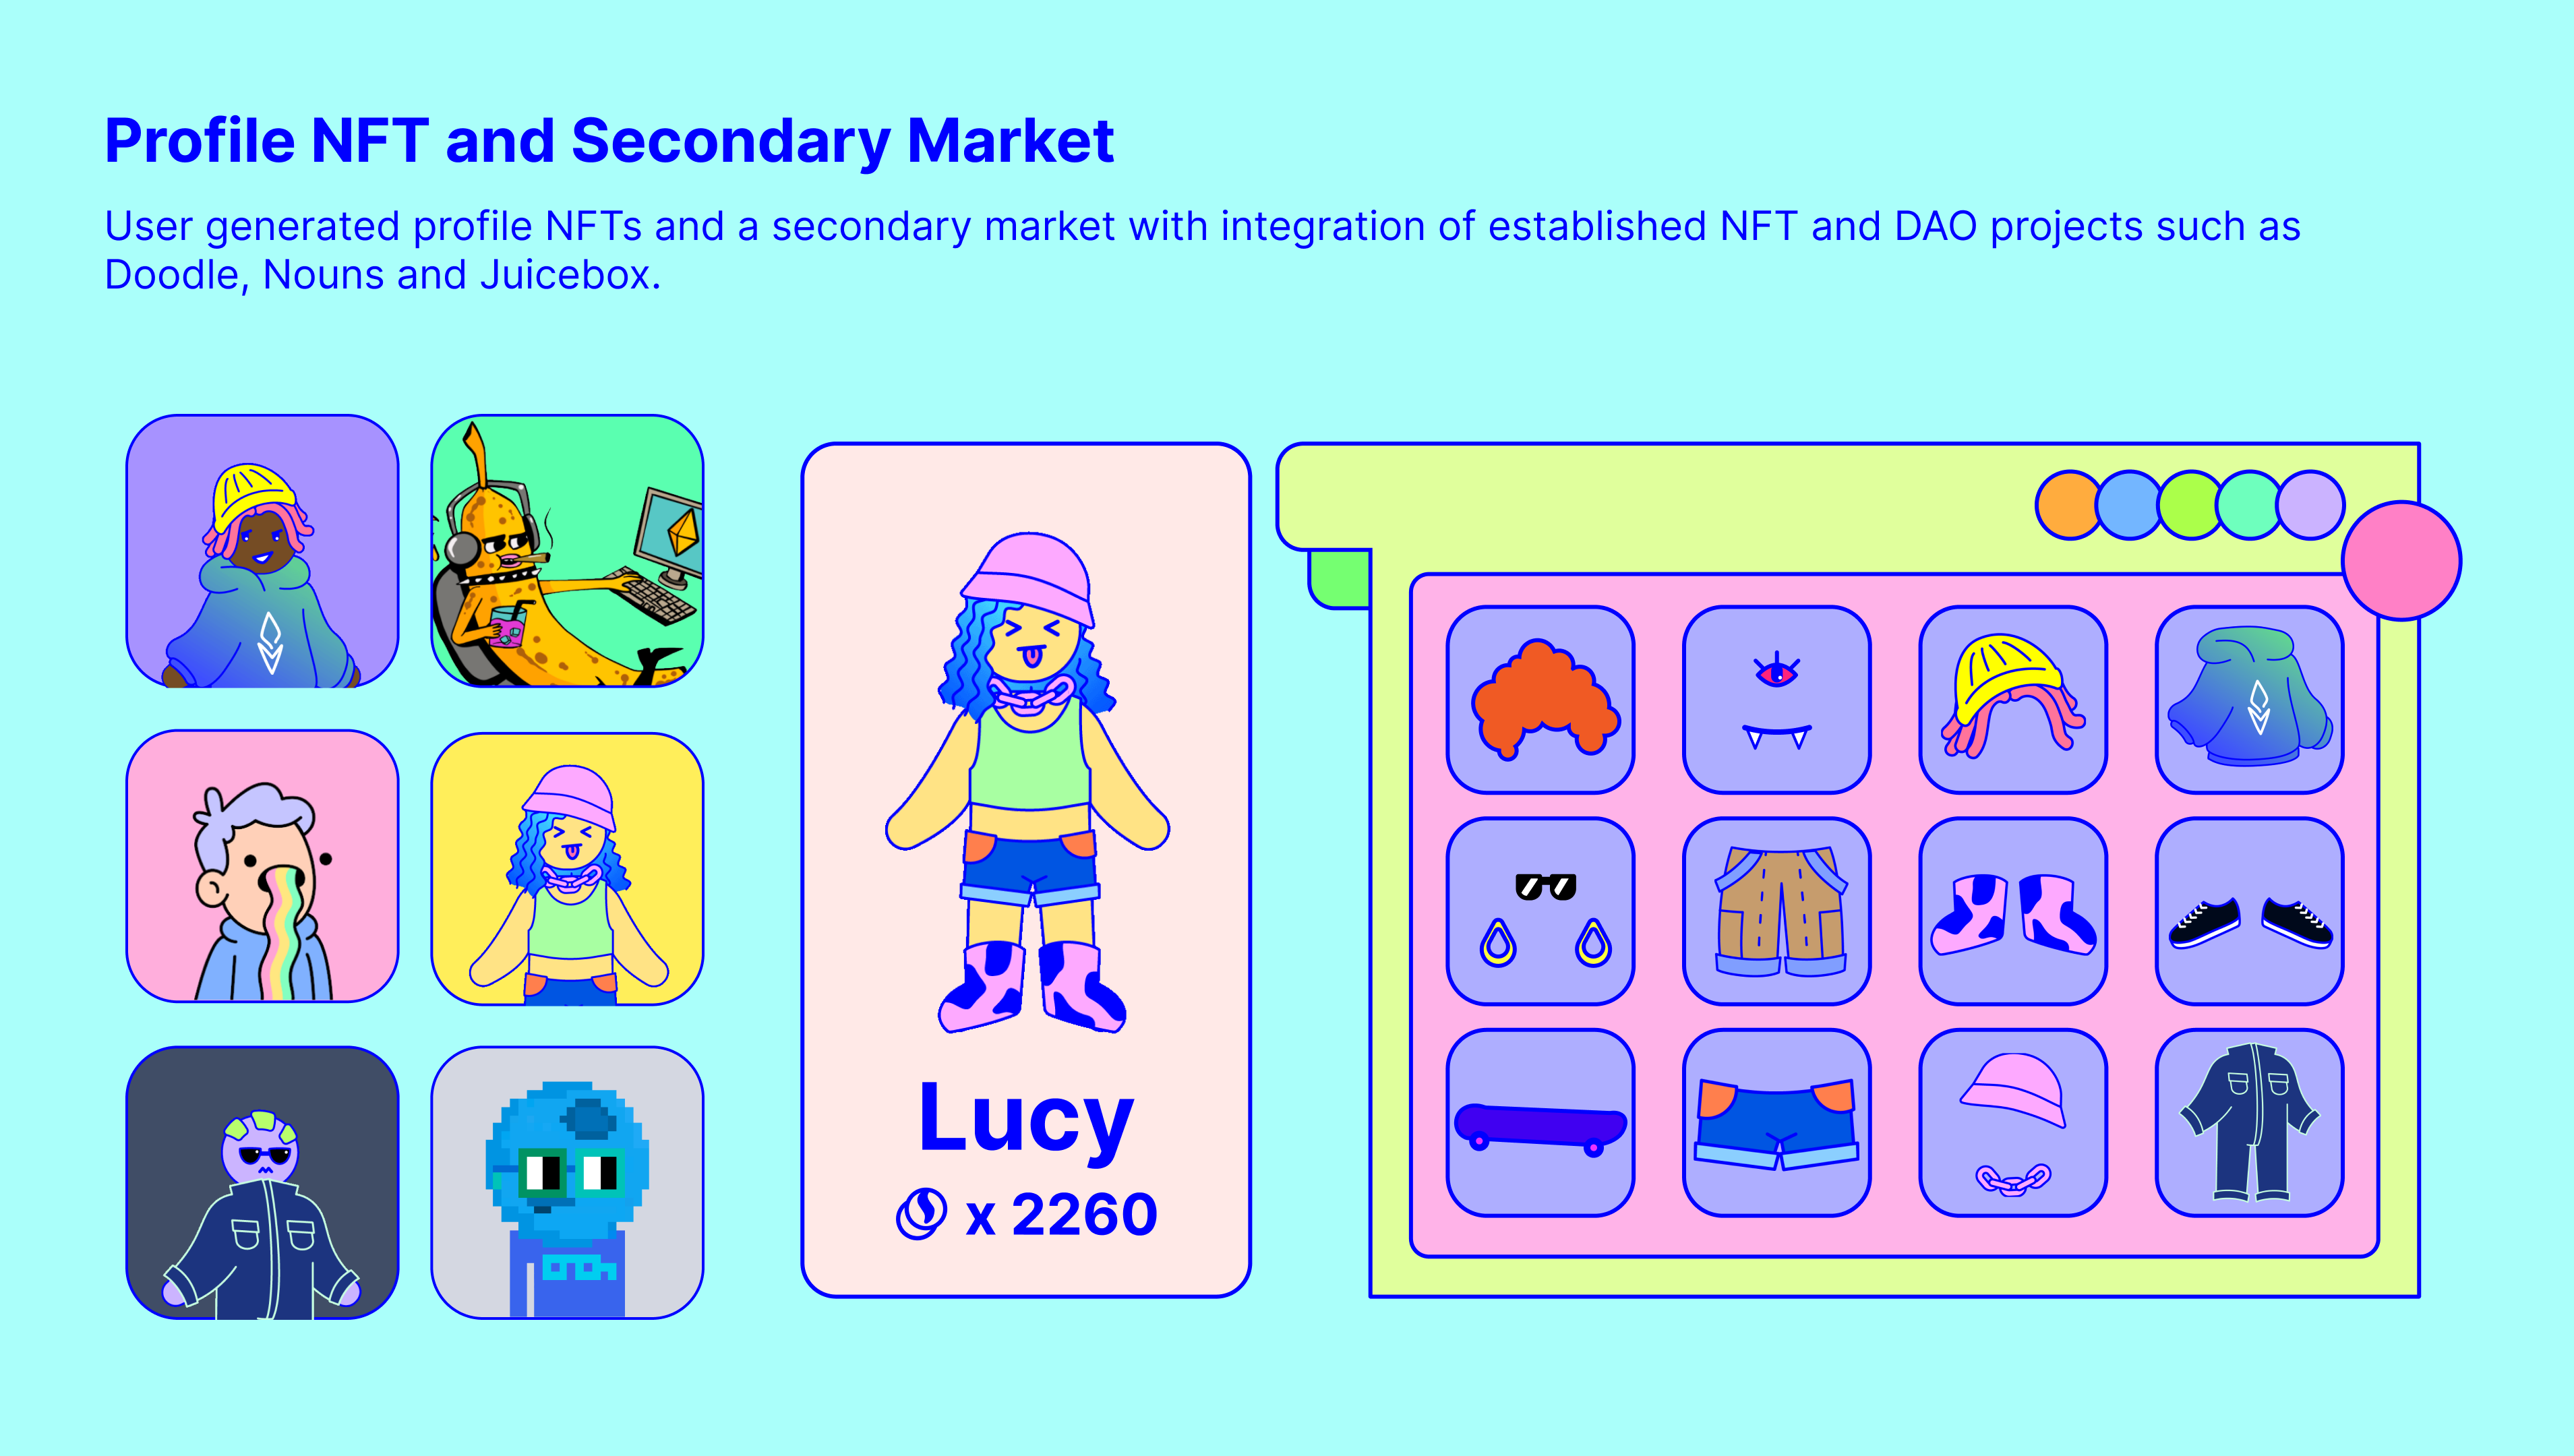 Profile NFT and Secondary Market
User generated profile NFTs and a secondary market with integration of established NFT and DAO projects such as
Doodle, Nouns and Juicebox.
Lucy
x 2260